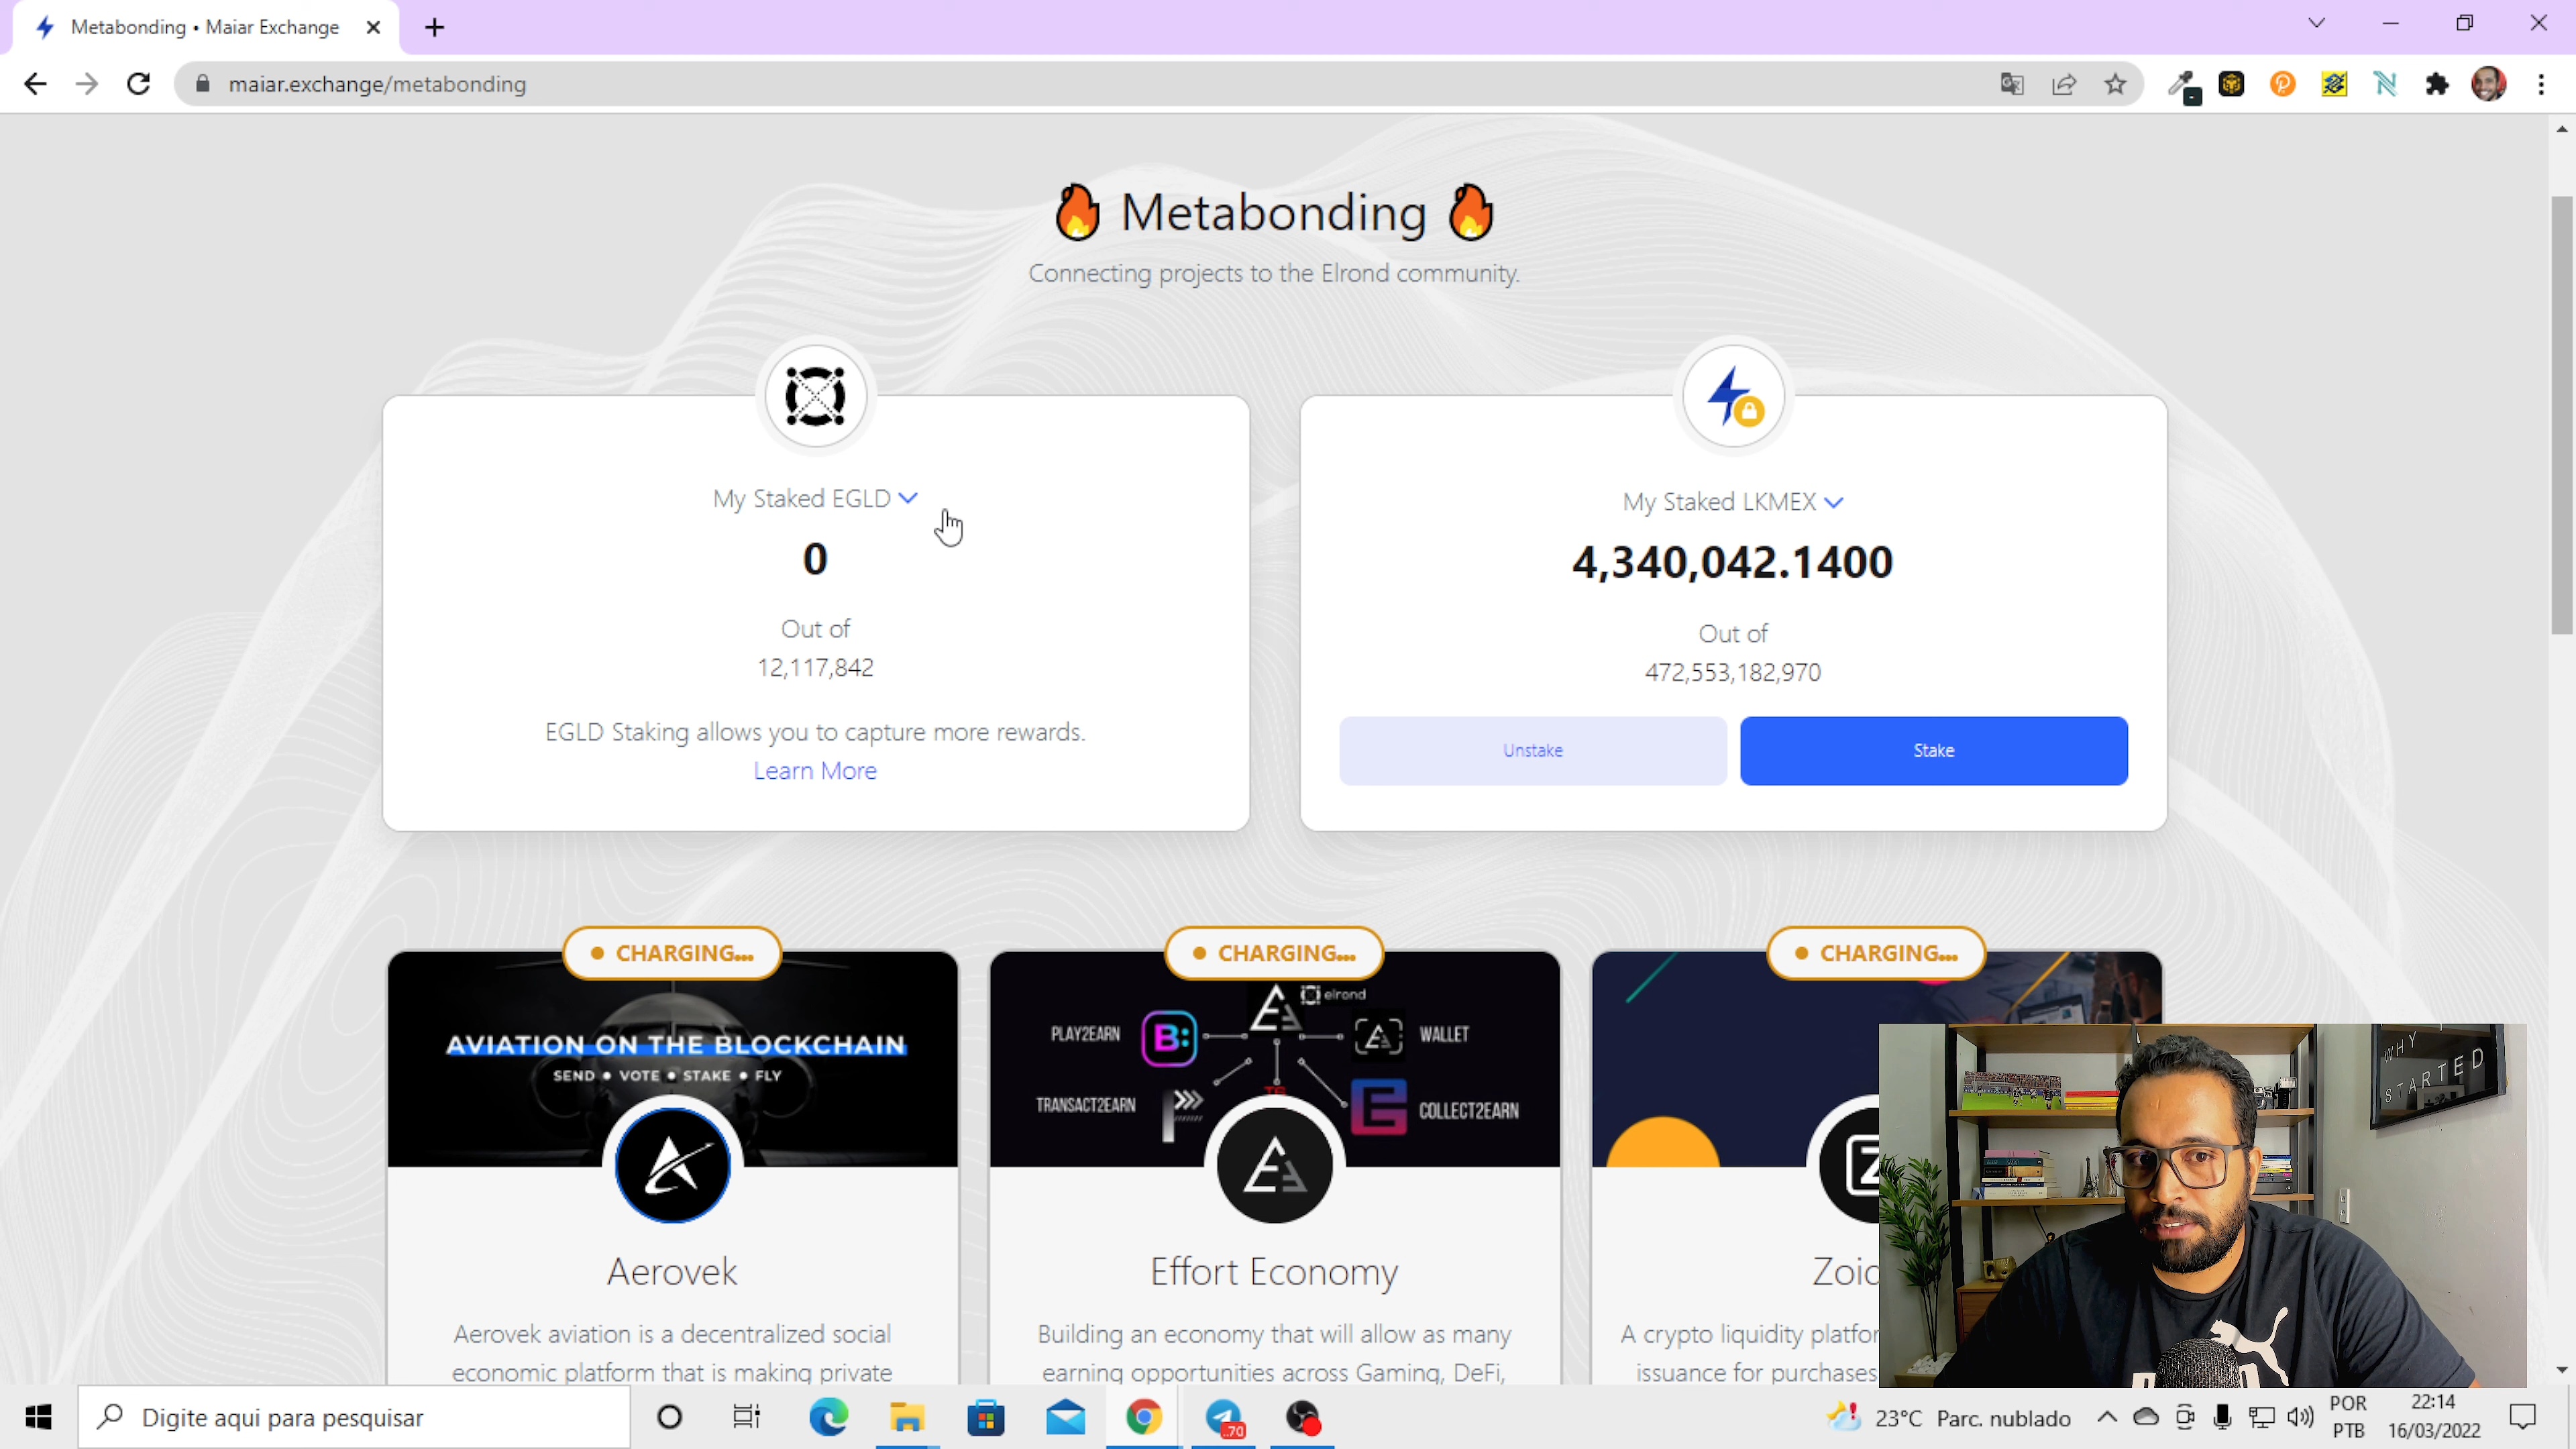 Metabonding • Maiar Exchange
maiar.exchange/metabonding
Metabonding
Connecting projects to the Elrond community.
My Staked EGLD
0
Out of
12,117,842
EGLD Staking allows you to capture more rewards.
Learn More
My Staked LKMEX
4,340,042.1400
Out of
472,553,182,970
Unstake
Stake
CHARGING...
AVIATION ON THE BLOCKCHAIN
SEND • VOTE • STAKE • FLY
Aerovek
Aerovek aviation is a decentralized social
economic platform that is making private
CHARGING...
elrond
PLAY2EARN
B:
WALLET
TRANSACT2EARN
COLLECT2EARN
Effort Economy
Building an economy that will allow as many
earning opportunities across Gaming, DeFi,
CHARGING...
A crypto liquidity
issuance for purchases
WHY I
STARTED
Digite aqui para pesquisar
..70
23°C Parc. nublado
POR
PTB
22:14
16/03/2022